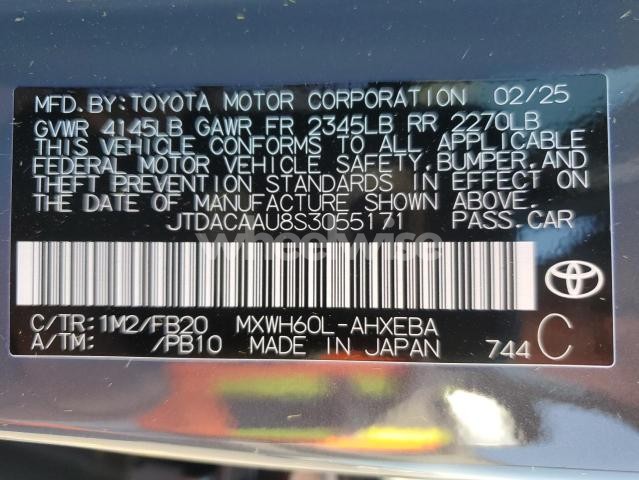 MFD. BY: TOYOTA MOTOR CORPORATION 02/25
GVWR 4145LB GAWR FR 2345LB RR 2270LB
THIS VEHICLE CONFORMS TO ALL APPLICABLE
FEDERAL MOTOR VEHICLE SAFETY, BUMPER, AND
THEFT PREVENTION STANDARDS IN EFFECT ON
THE DATE OF MANUFACTURE SHOWN ABOVE.
JTDACAAU8S3055171 PASS. CAR
Wheelwise
C/TR: 1M2/FB20 MXWH60L-AHXEBA
A/TM: /PB10 MADE IN JAPAN 744 C